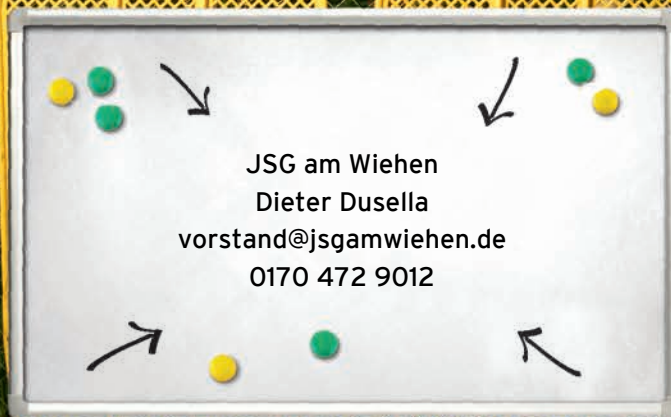 JSG am Wiehen
Dieter Dusella
vorstand@jsgamwiehen.de
0170 472 9012